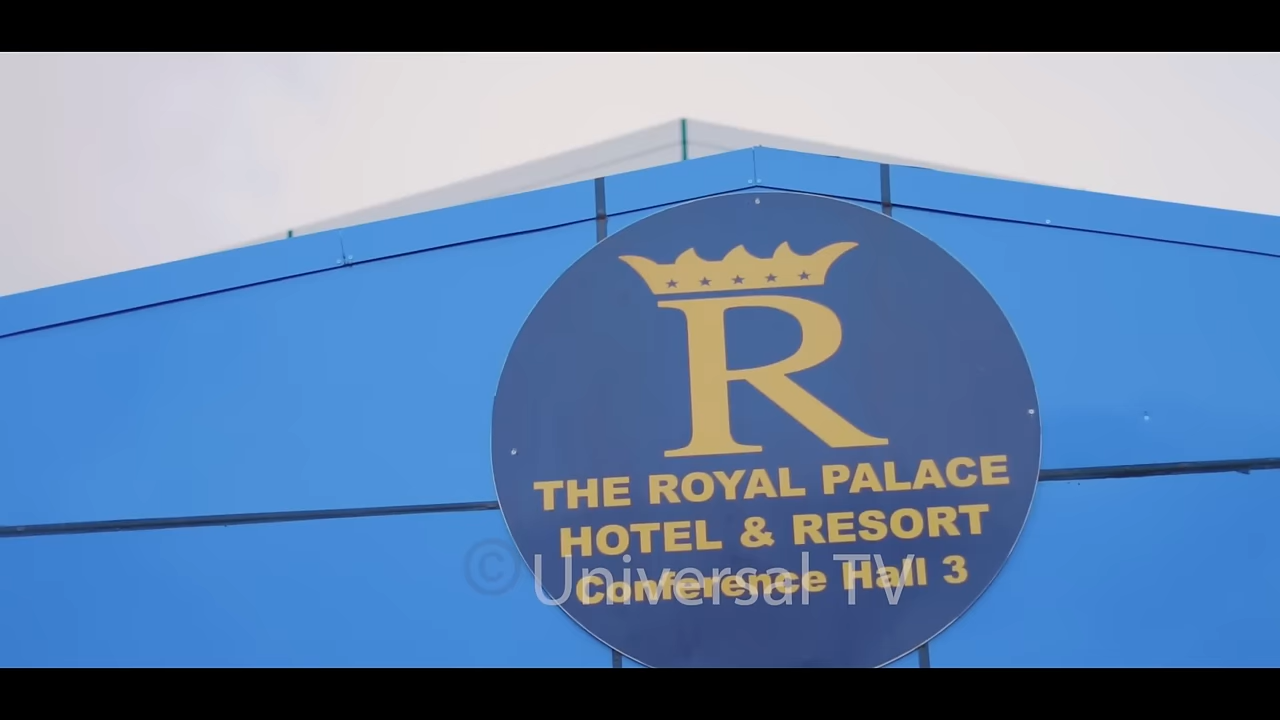 R
THE ROYAL PALACE
HOTEL & RESORT
Conference Hall 3
©Universal TV